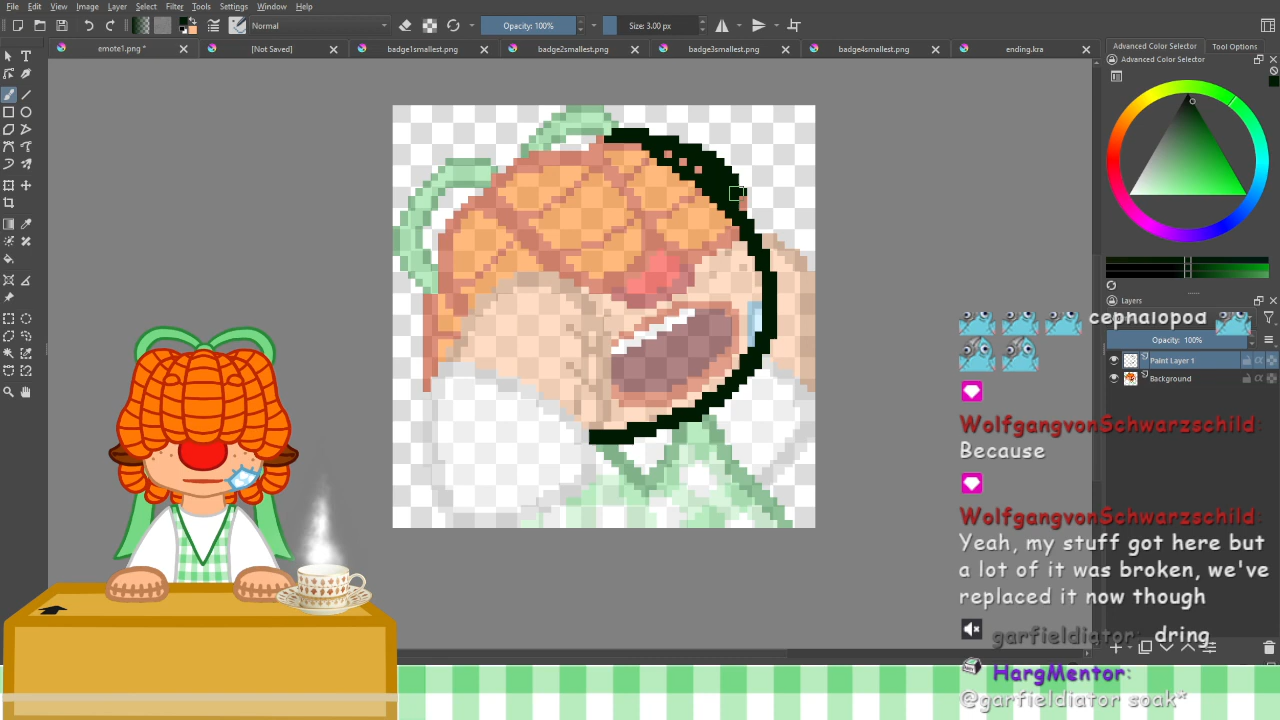 File Edit View Image Layer Select Filter Tools Settings Window Help
Normal Opacity: 100% Size: 3.00 px
emote1.png * [Not Saved] badge1smallest.png badge2smallest.png badge3smallest.png badge4smallest.png ending.kra
Advanced Color Selector Tool Options
Advanced Color Selector
Layers
Opacity: 100%
Paint Layer 1
Background
cephalopod
WolfgangvonSchwarzschild:
Because
WolfgangvonSchwarzschild:
Yeah, my stuff got here but
a lot of it was broken, we've
replaced it now though
garfieldiator: dring
HargMentor:
@garfieldiator soak*